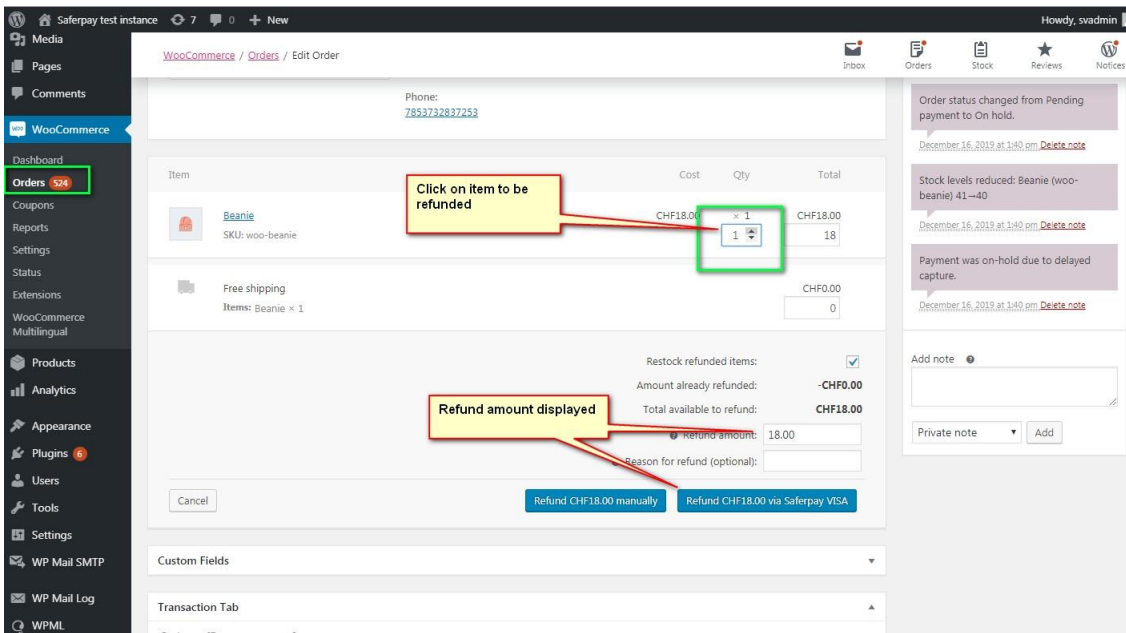 Saferpay test instance 7 0 New
Howdy, svadmin
Media
Pages
Comments
WooCommerce
Dashboard
Orders 524
Coupons
Reports
Settings
Status
Extensions
WooCommerce
Multilingual
Products
Analytics
Appearance
Plugins 6
Users
Tools
Settings
WP Mail SMTP
WP Mail Log
WPML
WooCommerce / Orders / Edit Order
Inbox
Orders
Stock
Reviews
Notices
Phone:
7853732837253
Item Cost Qty Total
Click on item to be
refunded
Beanie CHF18.00 × 1 CHF18.00
SKU: woo-beanie 1 18
Free shipping CHF0.00
Items: Beanie × 1 0
Restock refunded items:
Amount already refunded: -CHF0.00
Total available to refund: CHF18.00
Refund amount displayed
Refund amount: 18.00
Reason for refund (optional):
Cancel
Refund CHF18.00 manually
Refund CHF18.00 via Saferpay VISA
Custom Fields
Transaction Tab
Order status changed from Pending
payment to On hold.
December 16, 2019 at 1:40 pm Delete note
Stock levels reduced: Beanie (woo-
beanie) 41→40
December 16, 2019 at 1:40 pm Delete note
Payment was on-hold due to delayed
capture.
December 16, 2019 at 1:40 pm Delete note
Add note
Private note
Add